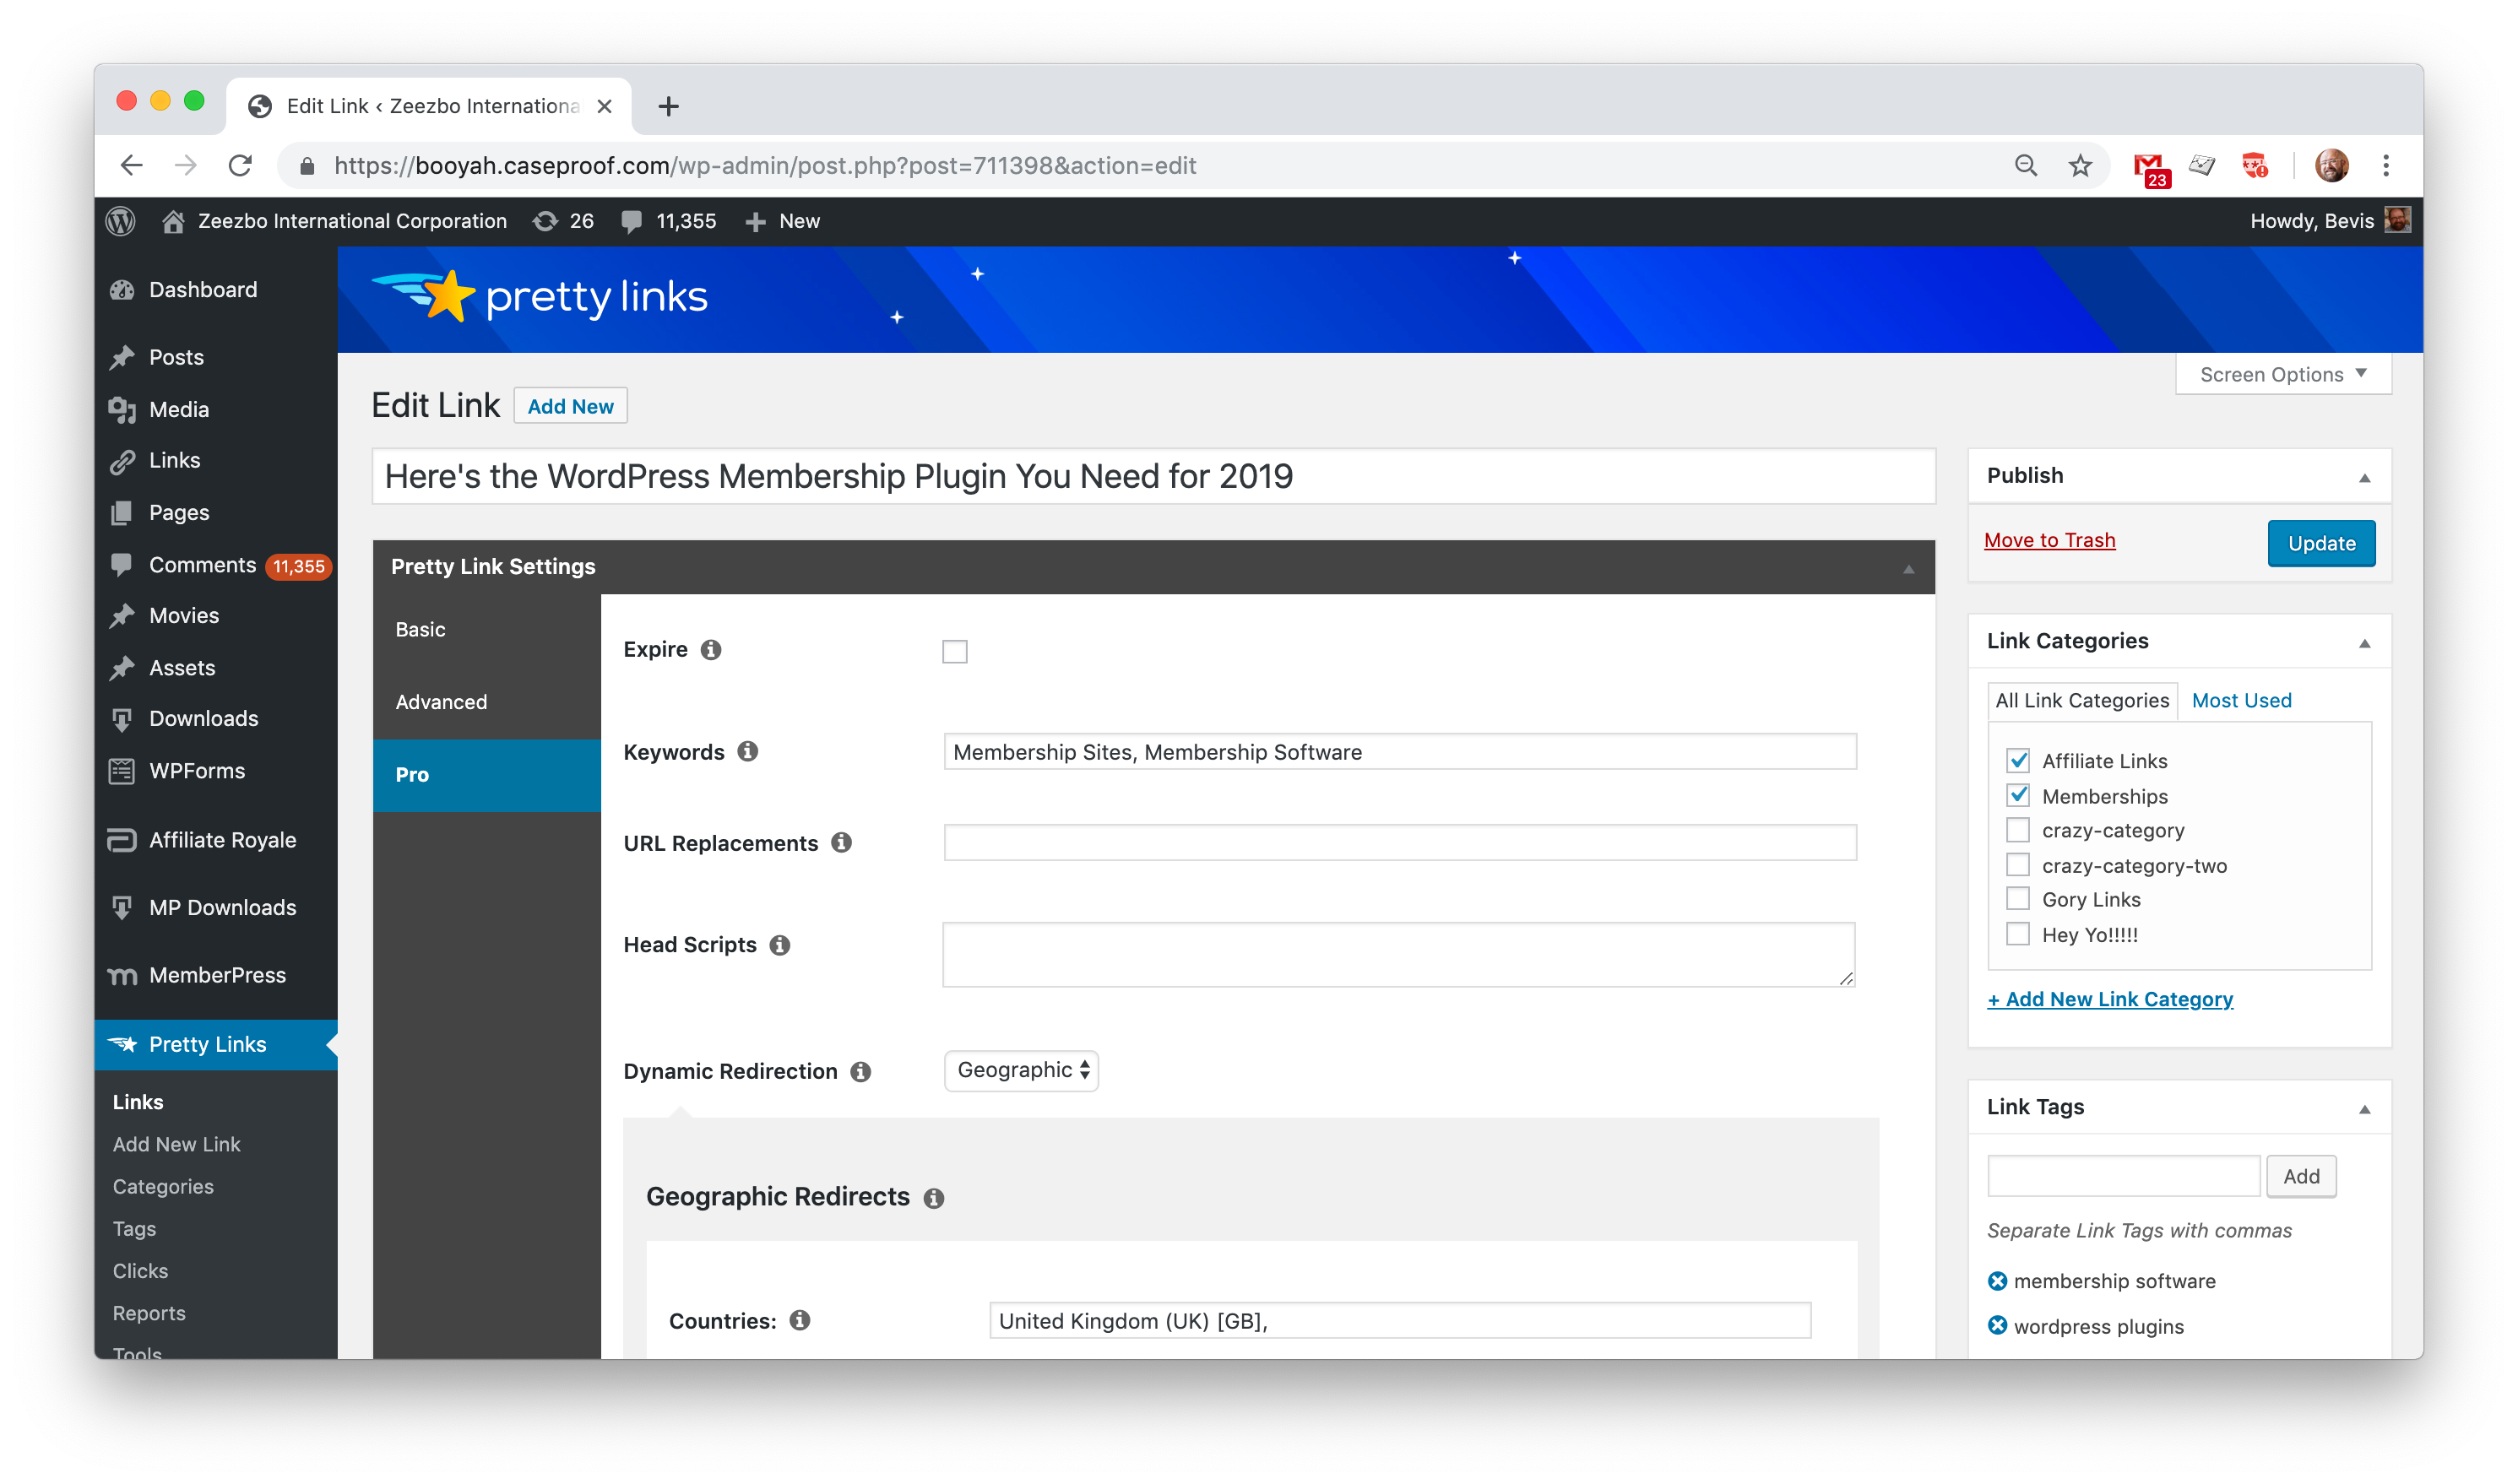 Edit Link ‹ Zeezbo Internationa
https://booyah.caseproof.com/wp-admin/post.php?post=711398&action=edit
23
Zeezbo International Corporation 26 11,355 New
Howdy, Bevis
Dashboard
Posts
Media
Links
Pages
Comments 11,355
Movies
Assets
Downloads
WPForms
Affiliate Royale
MP Downloads
MemberPress
Pretty Links
Links
Add New Link
Categories
Tags
Clicks
Reports
Tools
pretty links
Screen Options
Edit Link Add New
Here's the WordPress Membership Plugin You Need for 2019
Pretty Link Settings
Basic
Advanced
Pro
Expire
Keywords
Membership Sites, Membership Software
URL Replacements
Head Scripts
Dynamic Redirection
Geographic
Geographic Redirects
Countries:
United Kingdom (UK) [GB],
Publish
Move to Trash
Update
Link Categories
All Link Categories Most Used
Affiliate Links
Memberships
crazy-category
crazy-category-two
Gory Links
Hey Yo!!!!!
+ Add New Link Category
Link Tags
Add
Separate Link Tags with commas
membership software
wordpress plugins